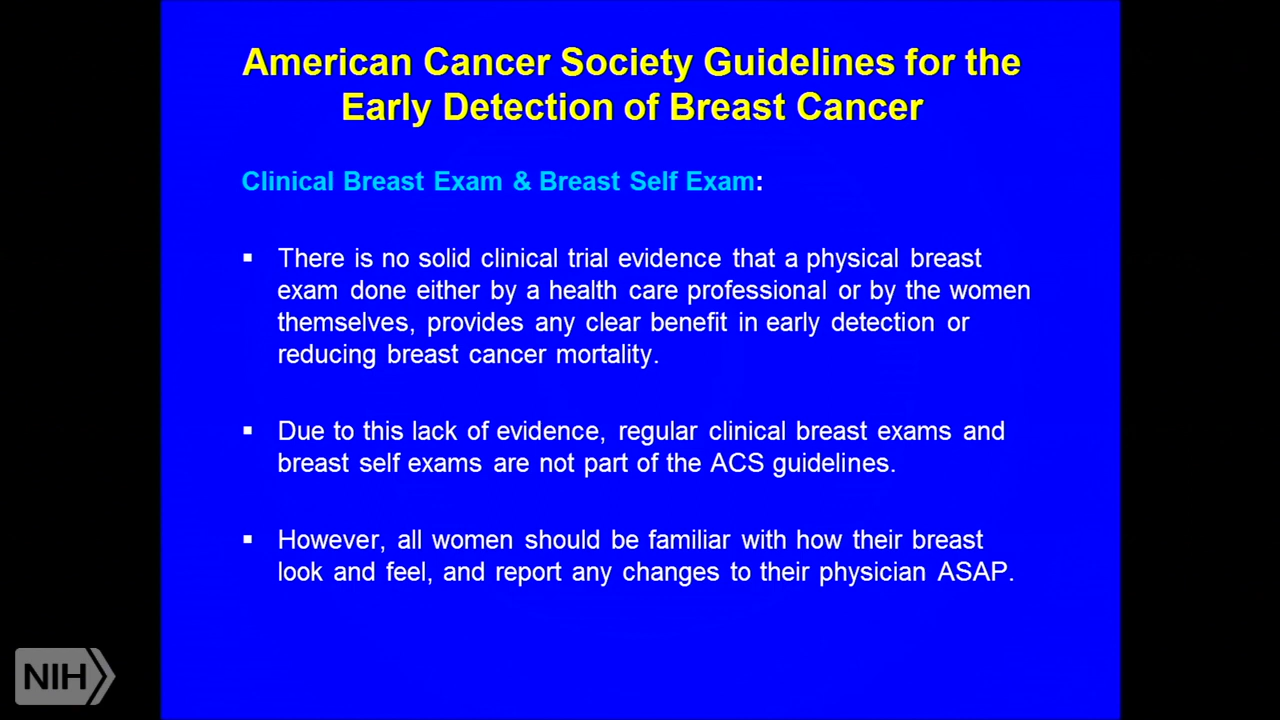 American Cancer Society Guidelines for the
Early Detection of Breast Cancer
Clinical Breast Exam & Breast Self Exam:
▪ There is no solid clinical trial evidence that a physical breast
exam done either by a health care professional or by the women
themselves, provides any clear benefit in early detection or
reducing breast cancer mortality.
▪ Due to this lack of evidence, regular clinical breast exams and
breast self exams are not part of the ACS guidelines.
▪ However, all women should be familiar with how their breast
look and feel, and report any changes to their physician ASAP.
NIH